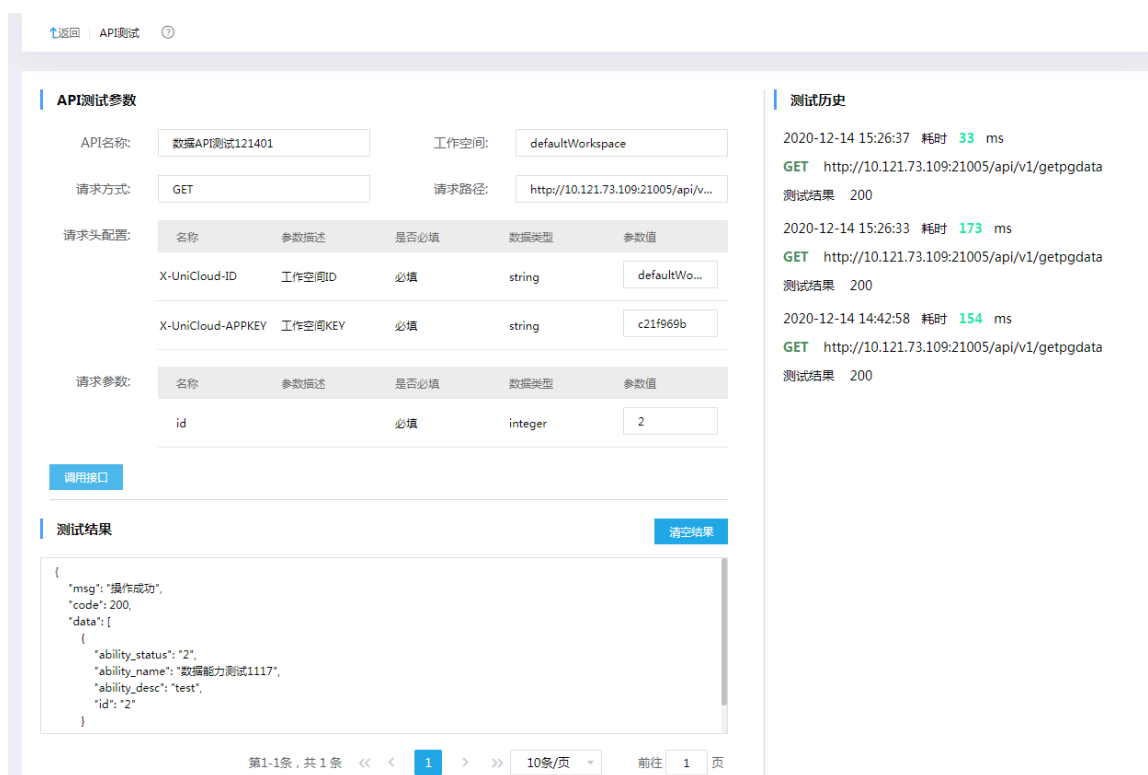 返回 API测试 ?
API测试参数
API名称: 数据API测试121401 工作空间: defaultWorkspace
请求方式: GET 请求路径: http://10.121.73.109:21005/api/v...
请求头配置: 名称 参数描述 是否必填 数据类型 参数值
X-UniCloud-ID 工作空间ID 必填 string defaultWo...
X-UniCloud-APPKEY 工作空间KEY 必填 string c21f969b
请求参数: 名称 参数描述 是否必填 数据类型 参数值
id 必填 integer 2
调用接口
测试结果 清空结果
{
"msg": "操作成功",
"code": 200,
"data": [
{
"ability_status": "2",
"ability_name": "数据能力测试1117",
"ability_desc": "test",
"id": "2"
}
第1-1条，共 1 条 1 10条/页 前往 1 页
测试历史
2020-12-14 15:26:37 耗时 33 ms
GET http://10.121.73.109:21005/api/v1/getpgdata
测试结果 200
2020-12-14 15:26:33 耗时 173 ms
GET http://10.121.73.109:21005/api/v1/getpgdata
测试结果 200
2020-12-14 14:42:58 耗时 154 ms
GET http://10.121.73.109:21005/api/v1/getpgdata
测试结果 200